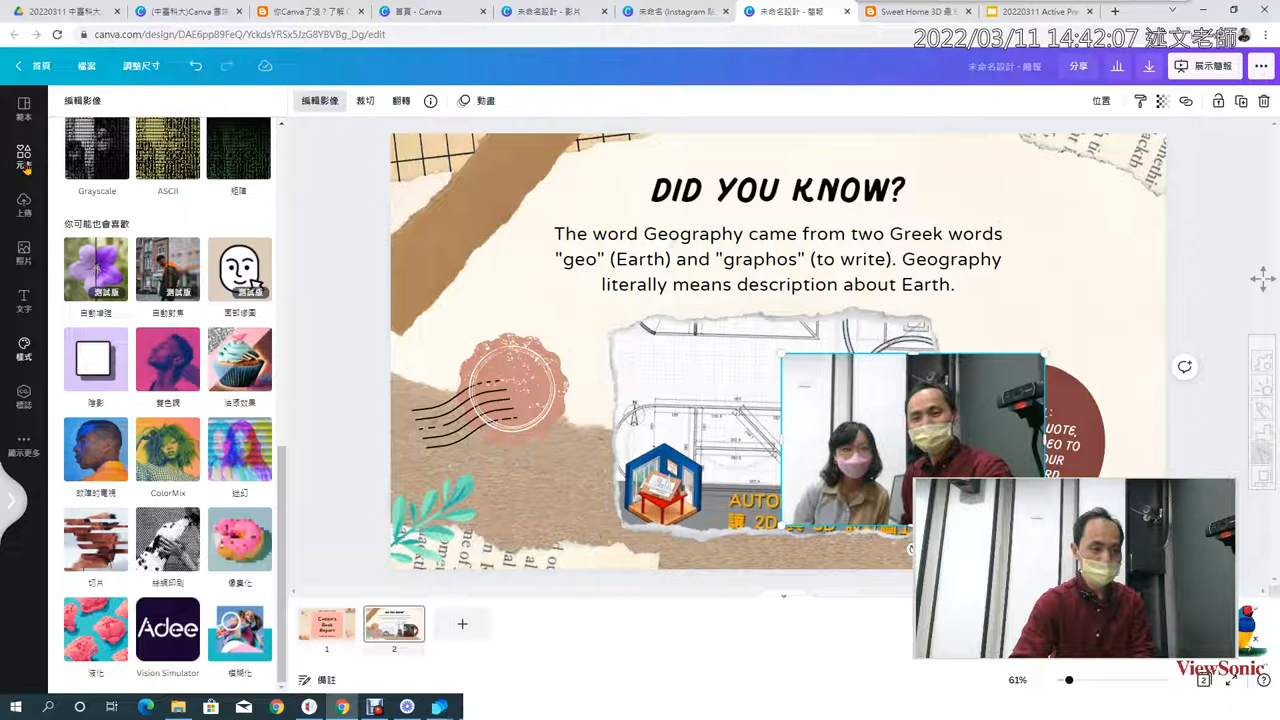 20220311 中嘉科大
(中嘉科大)Canva 雲端
你Canva了沒？了解 C
首頁 - Canva
未命名設計 - 影片
未命名 (Instagram 貼
未命名設計 - 簡報
Sweet Home 3D 最
20220311 Active Pre
canva.com/design/DAE6pp89FeQ/YckdsYRSx5JzG8YBVBg_Dg/edit
2022/03/11 14:42:07 述文老師
首頁
檔案
調整尺寸
未命名設計 - 簡報
分享
展示簡報
編輯影像
編輯影像
裁切
翻轉
動畫
位置
範本
元素
上傳
照片
文字
樣式
標誌
顯示更多
Grayscale
ASCII
矩陣
你可能也會喜歡
測試版
測試版
測試版
自動增強
自動對焦
面部修圖
陰影
雙色調
油漆效果
故障的電視
ColorMix
迷幻
切片
絲網印刷
像素化
Adee
液化
Vision Simulator
模糊化
DID YOU KNOW?
The word Geography came from two Greek words
"geo" (Earth) and "graphos" (to write). Geography
literally means description about Earth.
AUTO
讓 2D
1
2
備註
61%
2
ViewSonic